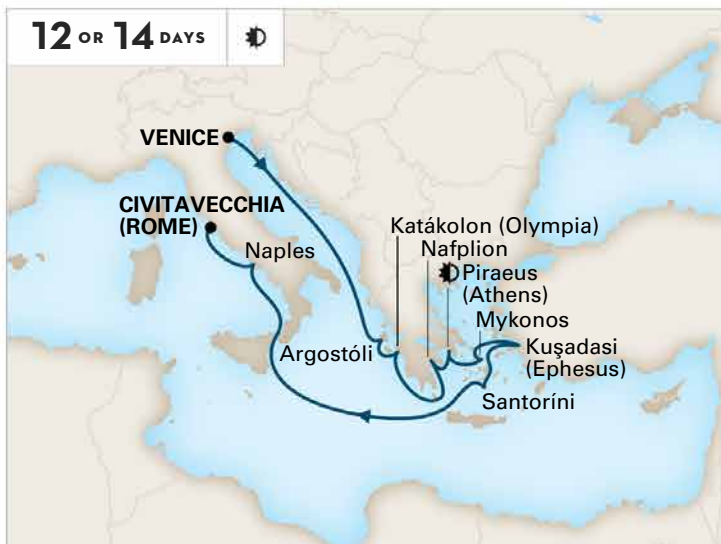 12 OR 14 DAYS
VENICE
CIVITAVECCHIA
(ROME)
Naples
Argostóli
Katákolon (Olympia)
Nafplion
Piraeus
(Athens)
Mykonos
Kuşadasi
(Ephesus)
Santoríni